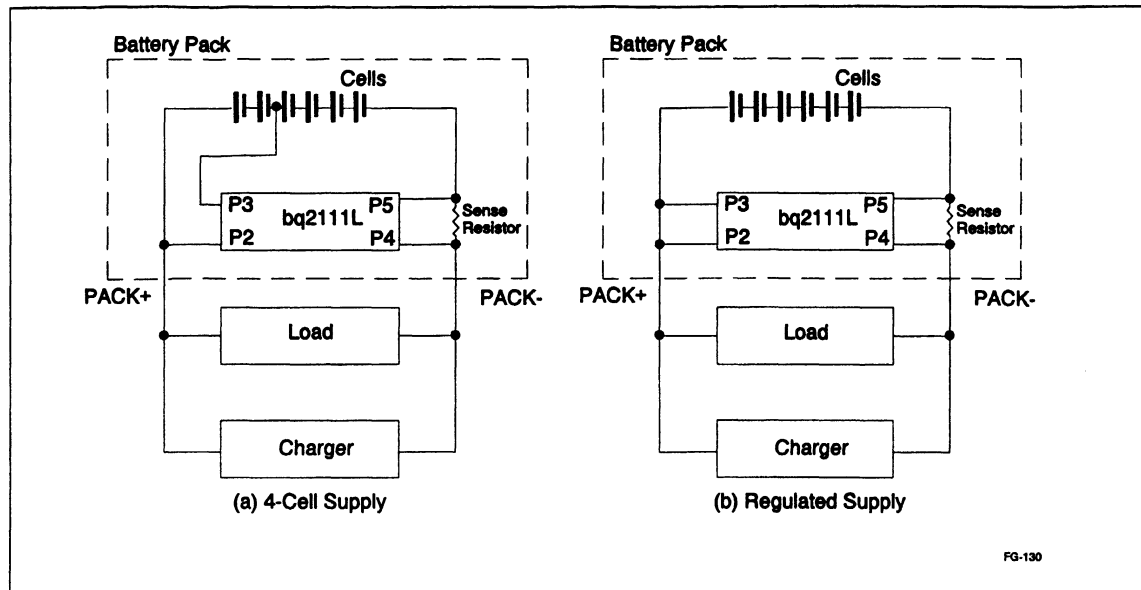 Battery Pack
Cells
P3
P5
bq2111L
P2
P4
Sense
Resistor
PACK+
PACK-
Load
Charger
(a) 4-Cell Supply
Battery Pack
Cells
P3
P5
bq2111L
P2
P4
Sense
Resistor
PACK+
PACK-
Load
Charger
(b) Regulated Supply
FG-130